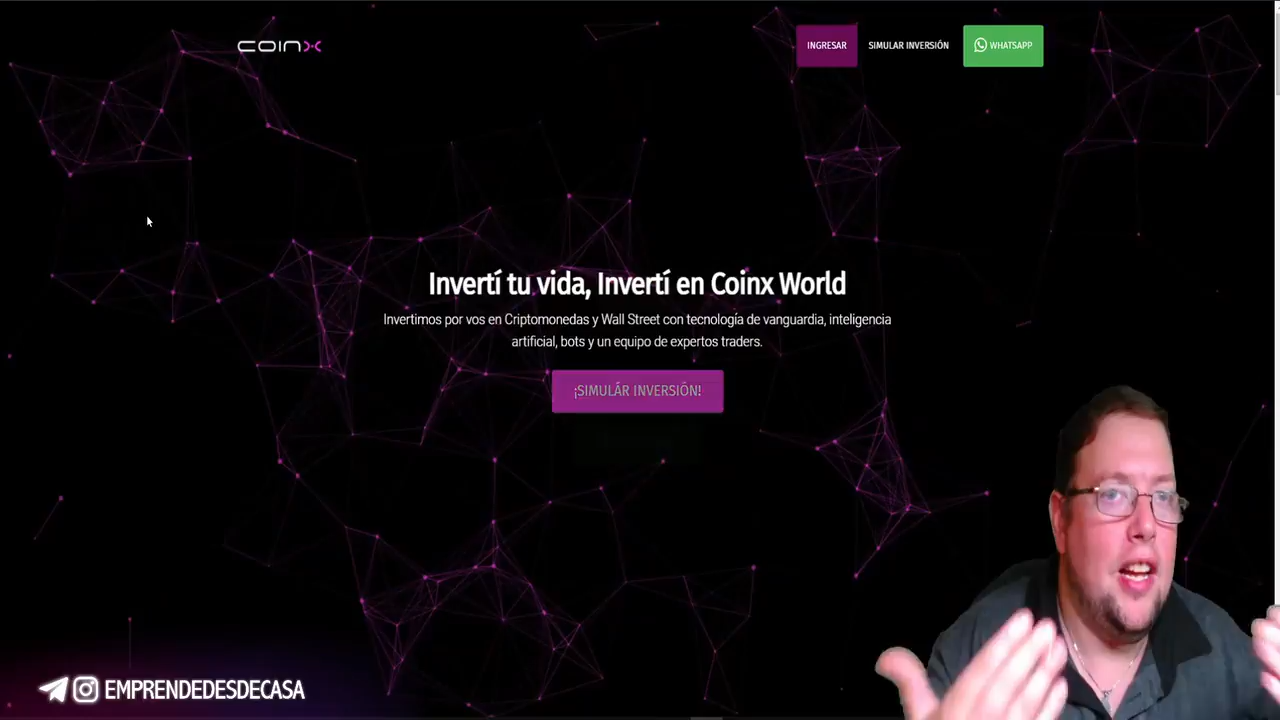 COINX
INGRESAR
SIMULAR INVERSIÓN
WHATSAPP
Invertí tu vida, Invertí en Coinx World
Invertimos por vos en Criptomonedas y Wall Street con tecnología de vanguardia, inteligencia
artificial, bots y un equipo de expertos traders.
¡SIMULÁR INVERSIÓN!
EMPRENDEDESDECASA